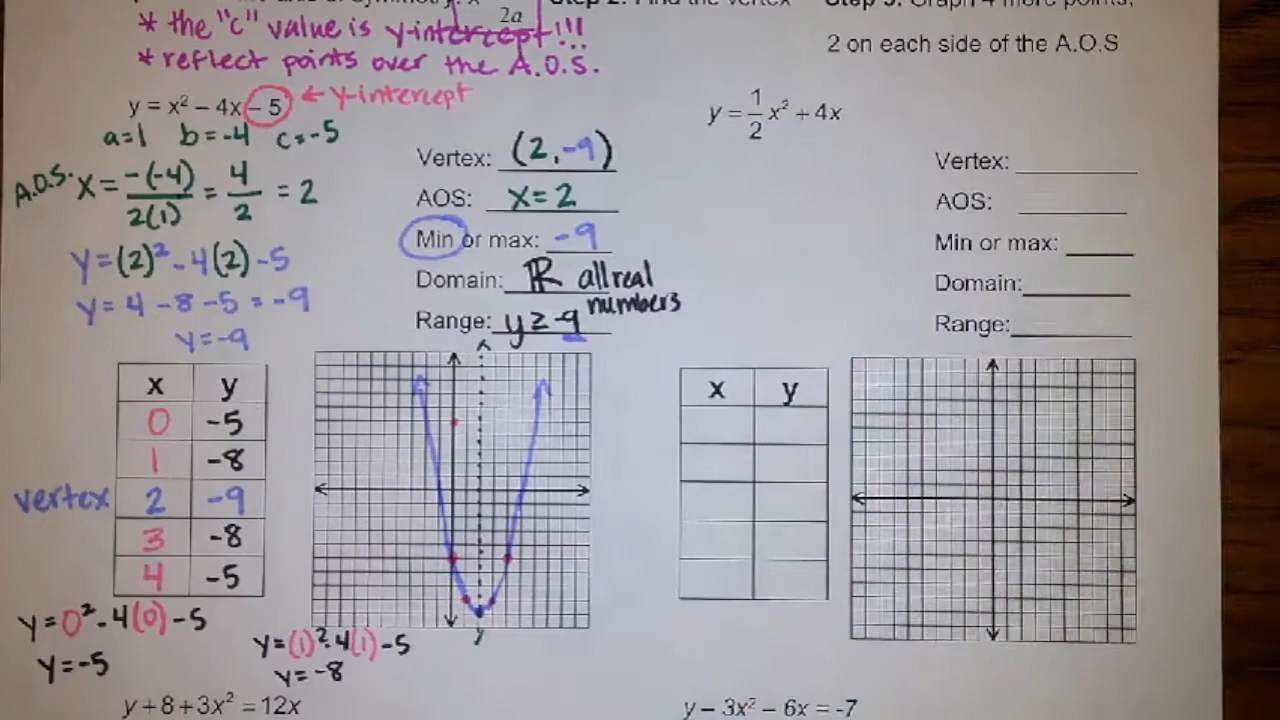 2a
* the "c" value is y-intercept!!!
* reflect points over the A.O.S.
2 on each side of the A.O.S
y = x² – 4x – 5 ← y-intercept
a=1 b=-4 c=-5
A.O.S. x = -(-4)/2(1) = 4/2 = 2
y=(2)²-4(2)-5
y=4-8-5=-9
y=-9
Vertex: (2,-9)
AOS: x=2
Min or max: -9
Domain: ℝ all real numbers
Range: y≥-9
x y
0 -5
1 -8
vertex 2 -9
3 -8
4 -5
y=0²-4(0)-5
y=-5
y=(1)²-4(1)-5
y=-8
y = 1/2 x² + 4x
Vertex:
AOS:
Min or max:
Domain:
Range:
x y
y + 8 + 3x² = 12x
y – 3x² – 6x = -7